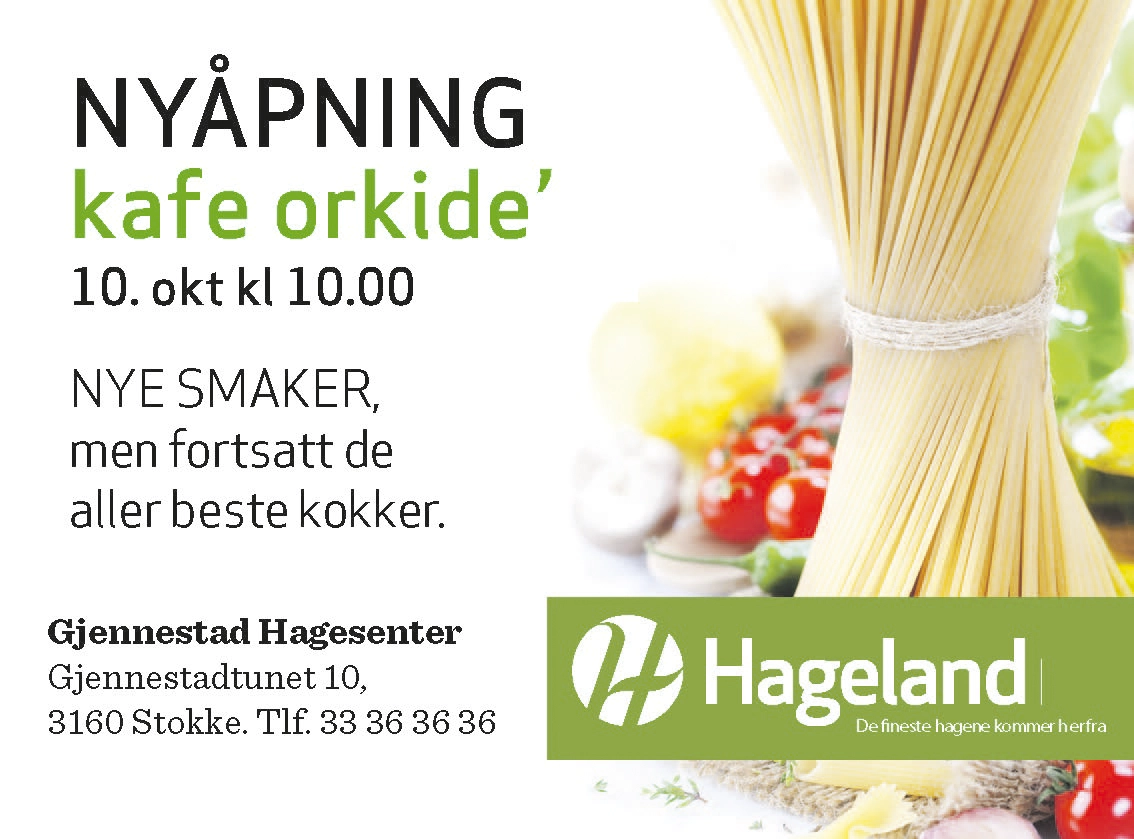 NYÅPNING
kafe orkide’
10. okt kl 10.00
NYE SMAKER,
men fortsatt de
aller beste kokker.
Gjennestad Hagesenter
Gjennestadtunet 10,
3160 Stokke. Tlf. 33 36 36 36
Hageland
De fineste hagene kommer herfra